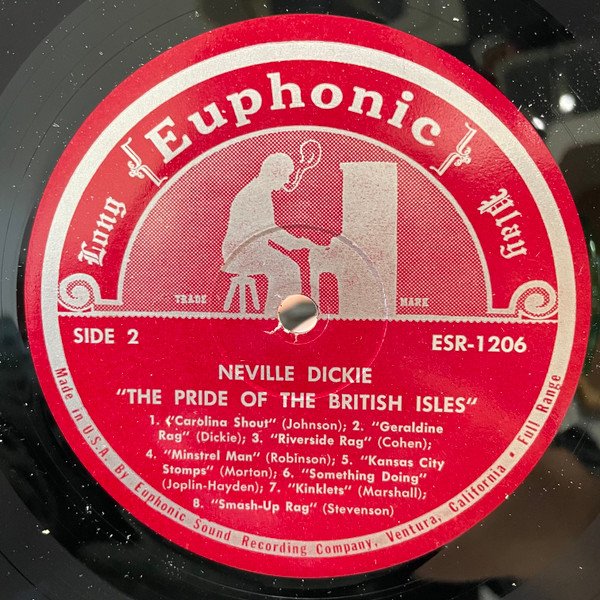 Euphonic
Long Play
TRADE MARK
SIDE 2 ESR-1206
NEVILLE DICKIE
"THE PRIDE OF THE BRITISH ISLES"
1. ("Carolina Shout" (Johnson); 2. "Geraldine
Rag" (Dickie); 3. "Riverside Rag" (Cohen);
4. "Minstrel Man" (Robinson); 5. "Kansas City
Stomps" (Morton); 6. "Something Doing"
(Joplin-Hayden); 7. "Kinklets" (Marshall);
8. "Smash-Up Rag" (Stevenson)
Made in U.S.A. By Euphonic Sound Recording Company, Ventura, California • Full Range